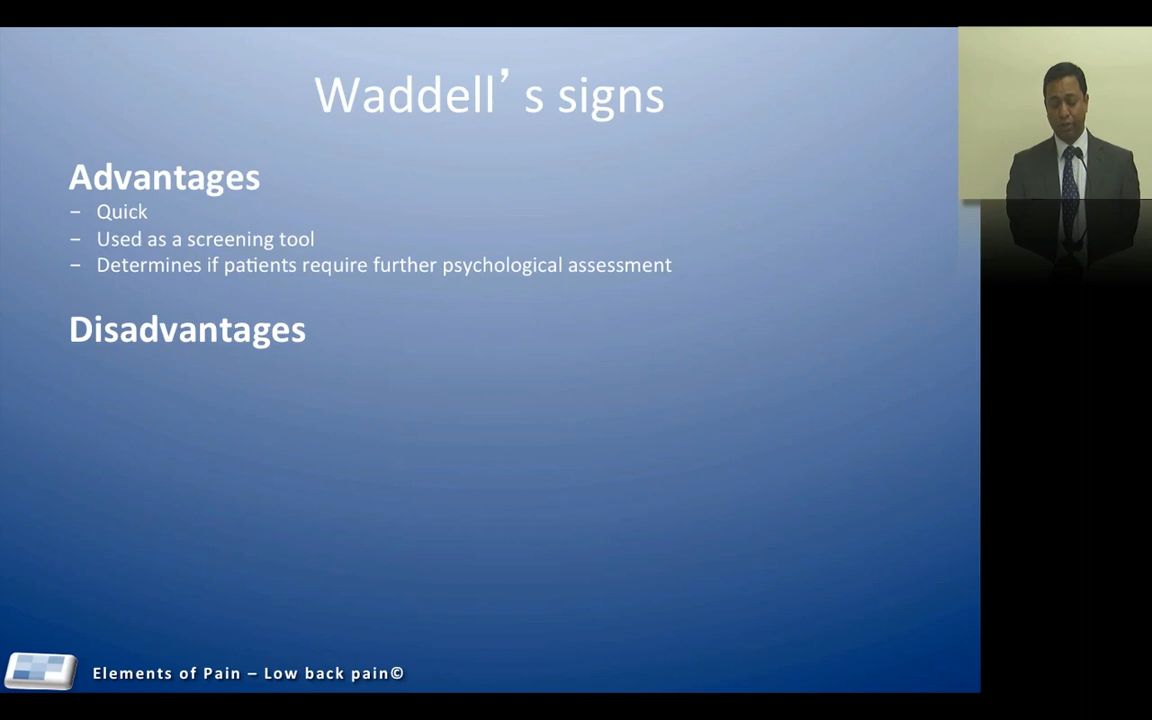 Waddell’s signs
Advantages
– Quick
– Used as a screening tool
– Determines if patients require further psychological assessment
Disadvantages
Elements of Pain – Low back pain©